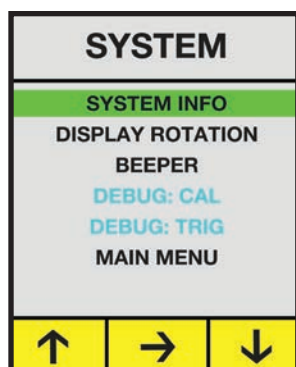 SYSTEM
SYSTEM INFO
DISPLAY ROTATION
BEEPER
DEBUG: CAL
DEBUG: TRIG
MAIN MENU
↑ → ↓